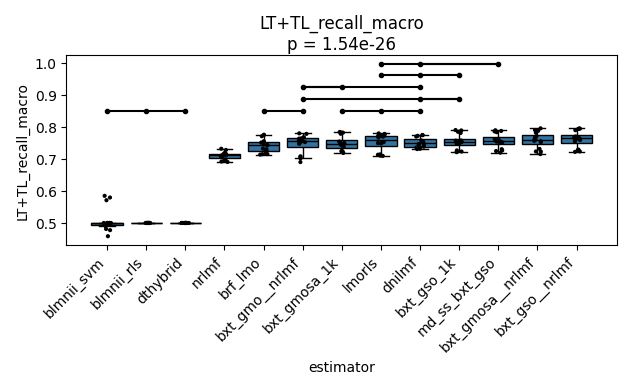 LT+TL_recall_macro
p = 1.54e-26
LT+TL_recall_macro
1.0
0.9
0.8
0.7
0.6
0.5
blmnii_svm
blmnii_rls
dthybrid
nrlmf
brf_lmo
bxt_gmo__nrlmf
bxt_gmosa_1k
lmorls
dnilmf
bxt_gso_1k
md_ss_bxt_gso
bxt_gmosa__nrlmf
bxt_gso__nrlmf
estimator